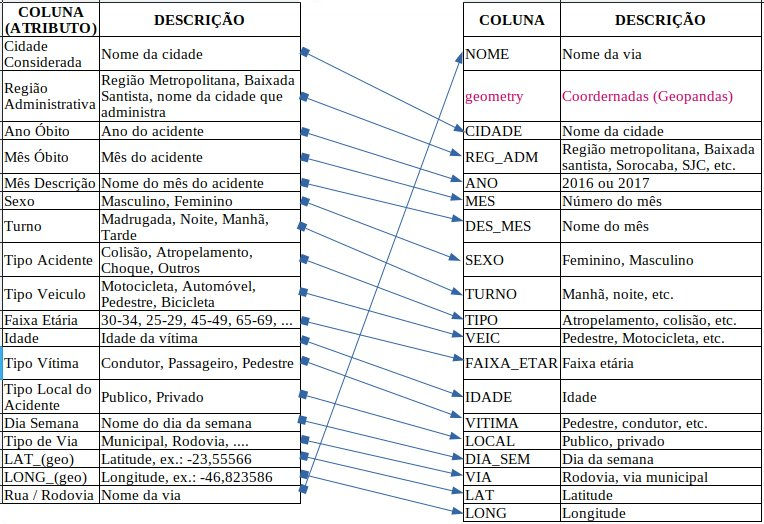 COLUNA
(ATRIBUTO)
DESCRIÇÃO
Cidade
Considerada
Nome da cidade
Região
Administrativa
Região Metropolitana, Baixada
Santista, nome da cidade que
administra
Ano Óbito
Ano do acidente
Mês Óbito
Mês do acidente
Mês Descrição
Nome do mês do acidente
Sexo
Masculino, Feminino
Turno
Madrugada, Noite, Manhã,
Tarde
Tipo Acidente
Colisão, Atropelamento,
Choque, Outros
Tipo Veiculo
Motocicleta, Automóvel,
Pedestre, Bicicleta
Faixa Etária
30-34, 25-29, 45-49, 65-69, ...
Idade
Idade da vítima
Tipo Vítima
Condutor, Passageiro, Pedestre
Tipo Local do
Acidente
Publico, Privado
Dia Semana
Nome do dia da semana
Tipo de Via
Municipal, Rodovia, ....
LAT_(geo)
Latitude, ex.: -23,55566
LONG_(geo)
Longitude, ex.: -46,823586
Rua / Rodovia
Nome da via
COLUNA
DESCRIÇÃO
NOME
Nome da via
geometry
Coordernadas (Geopandas)
CIDADE
Nome da cidade
REG_ADM
Região metropolitana, Baixada
santista, Sorocaba, SJC, etc.
ANO
2016 ou 2017
MES
Número do mês
DES_MES
Nome do mês
SEXO
Feminino, Masculino
TURNO
Manhã, noite, etc.
TIPO
Atropelamento, colisão, etc.
VEIC
Pedestre, Motocicleta, etc.
FAIXA_ETAR
Faixa etária
IDADE
Idade
VITIMA
Pedestre, condutor, etc.
LOCAL
Publico, privado
DIA_SEM
Dia da semana
VIA
Rodovia, via municipal
LAT
Latitude
LONG
Longitude